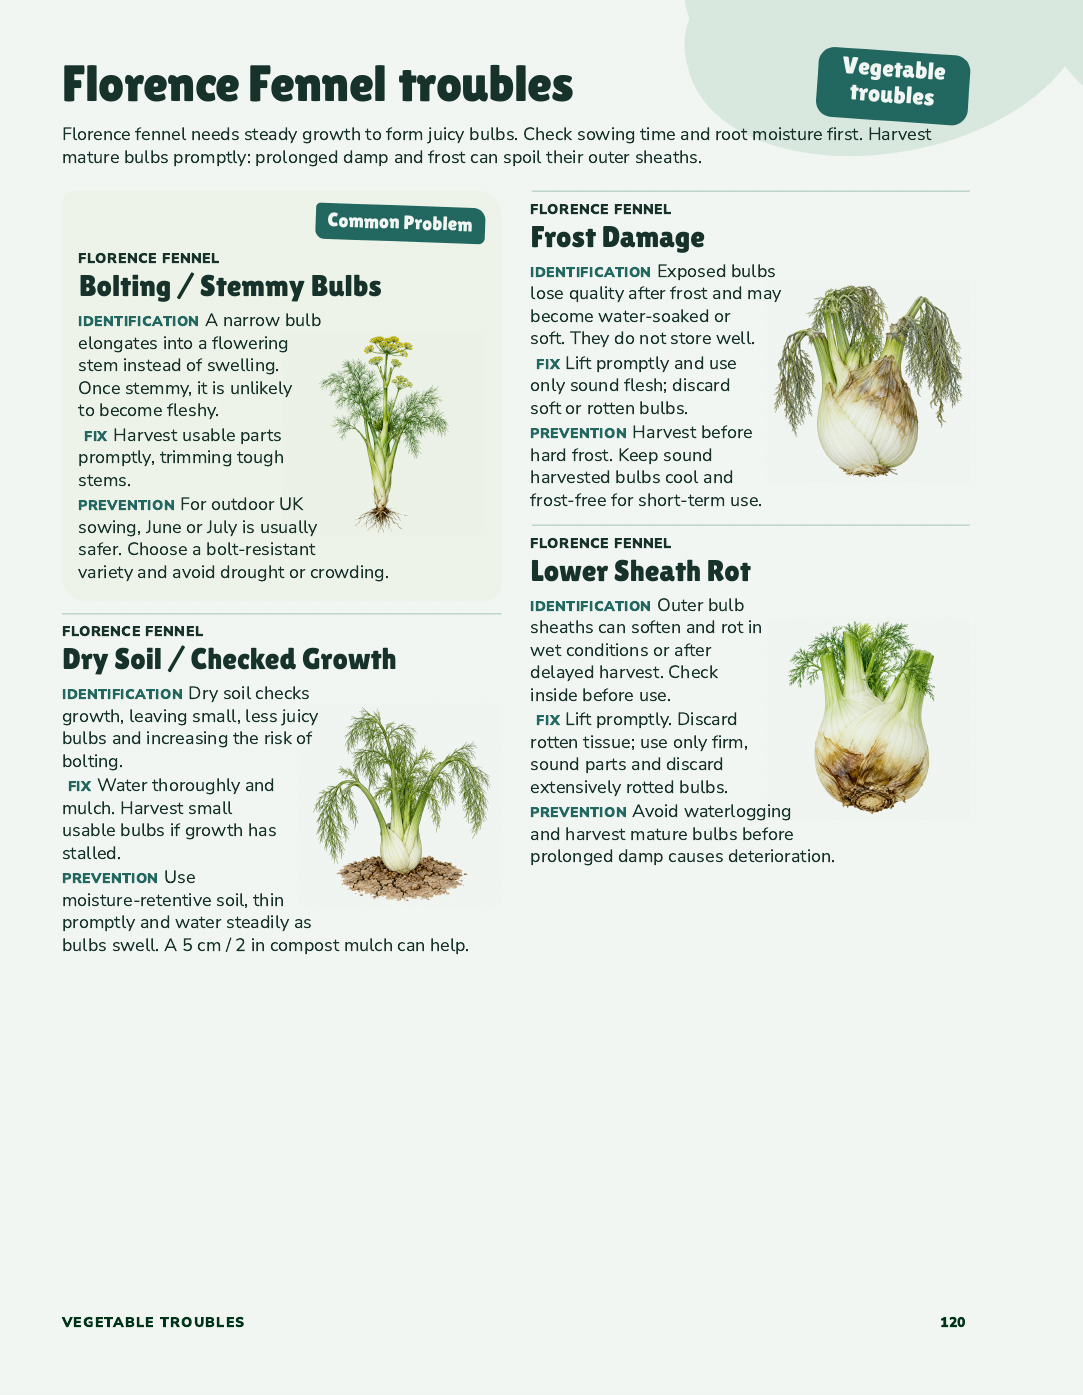 Florence Fennel troubles
Vegetable
troubles
Florence fennel needs steady growth to form juicy bulbs. Check sowing time and root moisture first. Harvest
mature bulbs promptly: prolonged damp and frost can spoil their outer sheaths.
Common Problem
FLORENCE FENNEL
Bolting / Stemmy Bulbs
IDENTIFICATION A narrow bulb
elongates into a flowering
stem instead of swelling.
Once stemmy, it is unlikely
to become fleshy.
FIX Harvest usable parts
promptly, trimming tough
stems.
PREVENTION For outdoor UK
sowing, June or July is usually
safer. Choose a bolt-resistant
variety and avoid drought or crowding.
FLORENCE FENNEL
Dry Soil / Checked Growth
IDENTIFICATION Dry soil checks
growth, leaving small, less juicy
bulbs and increasing the risk of
bolting.
FIX Water thoroughly and
mulch. Harvest small
usable bulbs if growth has
stalled.
PREVENTION Use
moisture-retentive soil, thin
promptly and water steadily as
bulbs swell. A 5 cm / 2 in compost mulch can help.
FLORENCE FENNEL
Frost Damage
IDENTIFICATION Exposed bulbs
lose quality after frost and may
become water-soaked or
soft. They do not store well.
FIX Lift promptly and use
only sound flesh; discard
soft or rotten bulbs.
PREVENTION Harvest before
hard frost. Keep sound
harvested bulbs cool and
frost-free for short-term use.
FLORENCE FENNEL
Lower Sheath Rot
IDENTIFICATION Outer bulb
sheaths can soften and rot in
wet conditions or after
delayed harvest. Check
inside before use.
FIX Lift promptly. Discard
rotten tissue; use only firm,
sound parts and discard
extensively rotted bulbs.
PREVENTION Avoid waterlogging
and harvest mature bulbs before
prolonged damp causes deterioration.
VEGETABLE TROUBLES
120